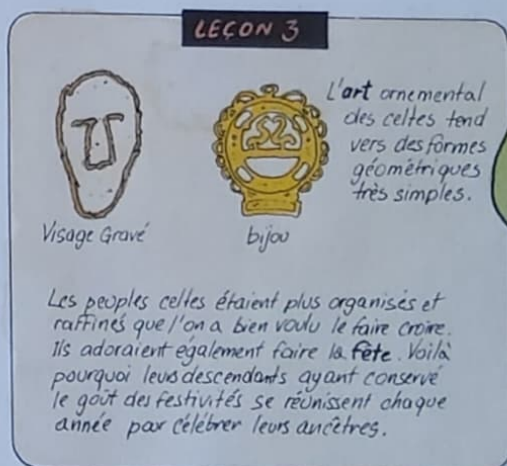 LEÇON 3
L'art ornemental
des celtes tend
vers des formes
géométriques
très simples.
Visage Gravé
bijou
Les peuples celtes étaient plus organisés et
raffinés que l'on a bien voulu le faire croire.
Ils adoraient également faire la fête. Voilà
pourquoi leurs descendants ayant conservé
le goût des festivités se réunissent chaque
année pour célébrer leurs ancêtres.